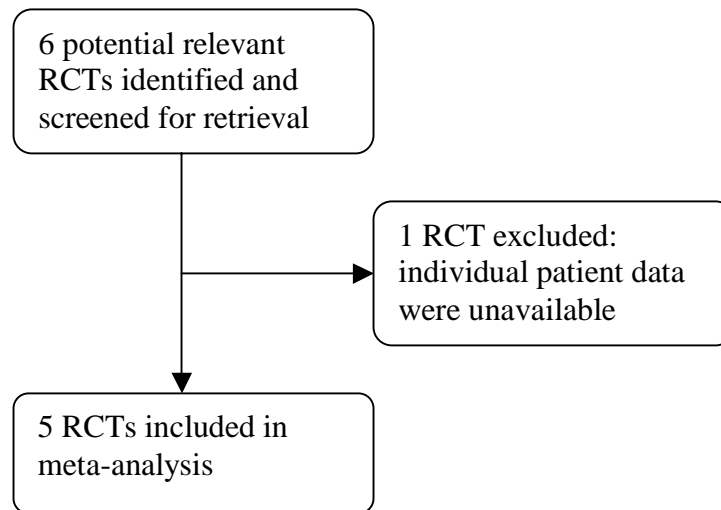 6 potential relevant
RCTs identified and
screened for retrieval
1 RCT excluded:
individual patient data
were unavailable
5 RCTs included in
meta-analysis